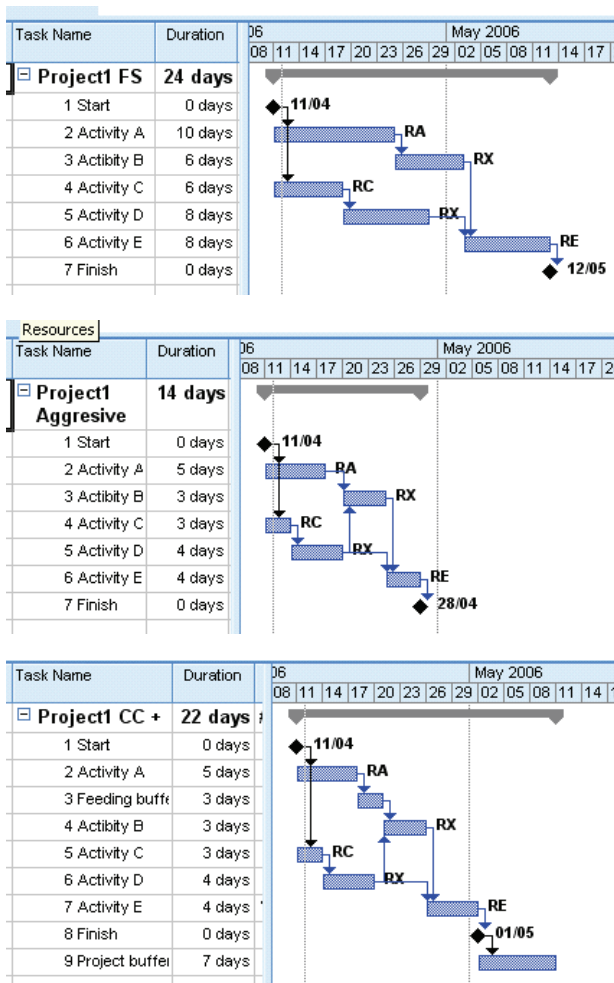 Task Name Duration 06 May 2006
08 11 14 17 20 23 26 29 02 05 08 11 14 17
Project1 FS 24 days
1 Start 0 days 11/04
2 Activity A 10 days RA
3 Actibity B 6 days RX
4 Activity C 6 days RC
5 Activity D 8 days RX
6 Activity E 8 days RE
7 Finish 0 days 12/05
Resources
Task Name Duration 06 May 2006
08 11 14 17 20 23 26 29 02 05 08 11 14 17 2
Project1 14 days
Aggresive
1 Start 0 days 11/04
2 Activity A 5 days RA
3 Actibity B 3 days RX
4 Activity C 3 days RC
5 Activity D 4 days RX
6 Activity E 4 days RE
7 Finish 0 days 28/04
Task Name Duration 06 May 2006
08 11 14 17 20 23 26 29 02 05 08 11 14 1
Project1 CC + 22 days
1 Start 0 days 11/04
2 Activity A 5 days RA
3 Feeding buffe 3 days
4 Actibity B 3 days RX
5 Activity C 3 days RC
6 Activity D 4 days RX
7 Activity E 4 days RE
8 Finish 0 days 01/05
9 Project buffer 7 days